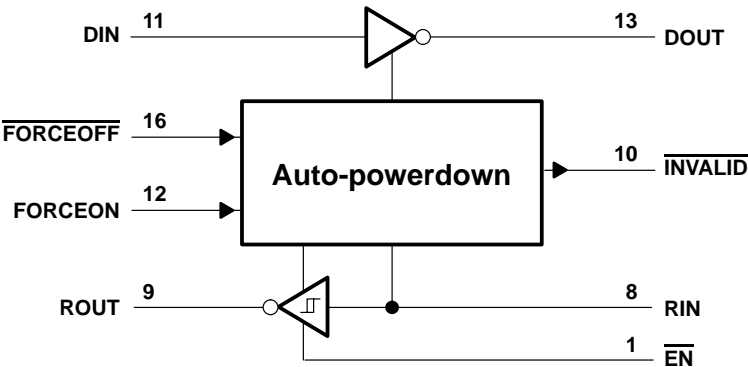 DIN 11 13 DOUT
FORCEOFF 16
Auto-powerdown 10 INVALID
FORCEON 12
ROUT 9 8 RIN
1 EN